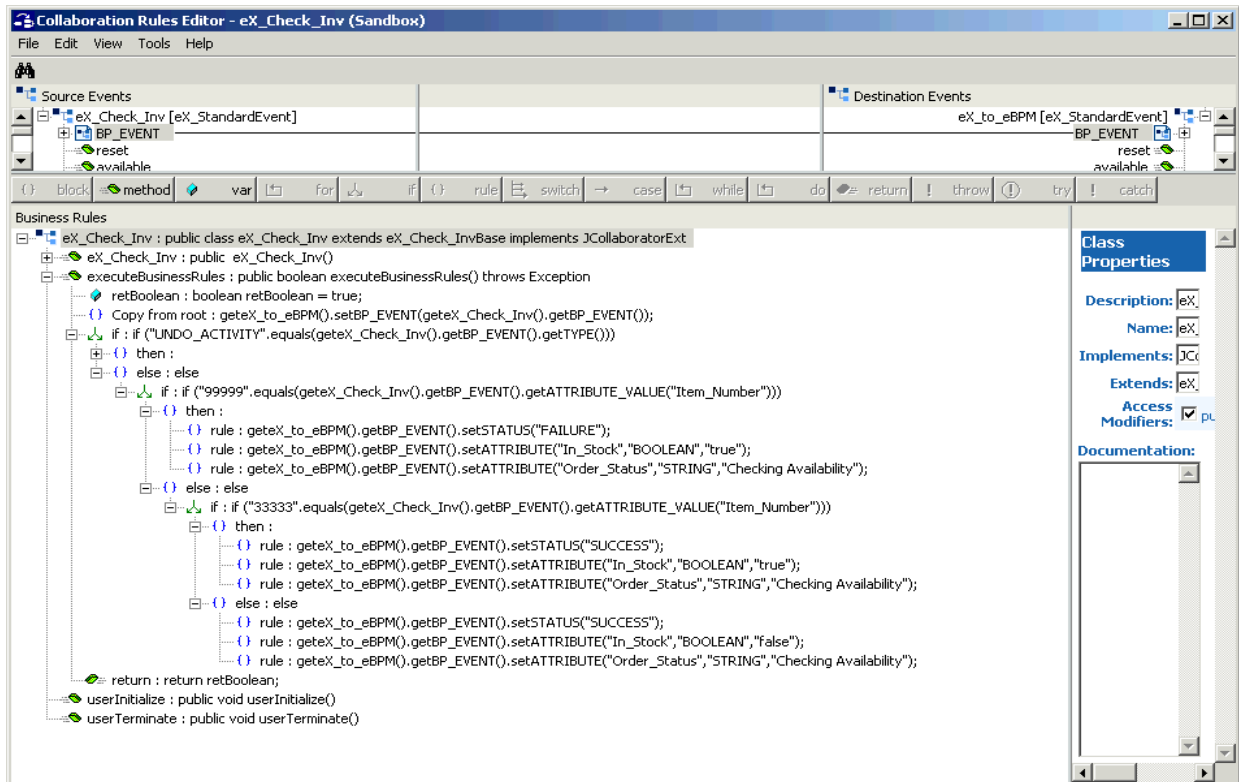 Collaboration Rules Editor - eX_Check_Inv (Sandbox)
File Edit View Tools Help
Source Events
Destination Events
eX_Check_Inv [eX_StandardEvent]
eX_to_eBPM [eX_StandardEvent]
BP_EVENT
BP_EVENT
reset
reset
available
available
{} block method var for if {} rule switch → case while do return ! throw ! try ! catch
Business Rules
eX_Check_Inv : public class eX_Check_Inv extends eX_Check_InvBase implements JCollaboratorExt
eX_Check_Inv : public eX_Check_Inv()
executeBusinessRules : public boolean executeBusinessRules() throws Exception
retBoolean : boolean retBoolean = true;
{} Copy from root : geteX_to_eBPM().setBP_EVENT(geteX_Check_Inv().getBP_EVENT());
if : if ("UNDO_ACTIVITY".equals(geteX_Check_Inv().getBP_EVENT().getTYPE()))
{} then :
{} else : else
if : if ("99999".equals(geteX_Check_Inv().getBP_EVENT().getATTRIBUTE_VALUE("Item_Number")))
{} then :
{} rule : geteX_to_eBPM().getBP_EVENT().setSTATUS("FAILURE");
{} rule : geteX_to_eBPM().getBP_EVENT().setATTRIBUTE("In_Stock","BOOLEAN","true");
{} rule : geteX_to_eBPM().getBP_EVENT().setATTRIBUTE("Order_Status","STRING","Checking Availability");
{} else : else
if : if ("33333".equals(geteX_Check_Inv().getBP_EVENT().getATTRIBUTE_VALUE("Item_Number")))
{} then :
{} rule : geteX_to_eBPM().getBP_EVENT().setSTATUS("SUCCESS");
{} rule : geteX_to_eBPM().getBP_EVENT().setATTRIBUTE("In_Stock","BOOLEAN","true");
{} rule : geteX_to_eBPM().getBP_EVENT().setATTRIBUTE("Order_Status","STRING","Checking Availability");
{} else : else
{} rule : geteX_to_eBPM().getBP_EVENT().setSTATUS("SUCCESS");
{} rule : geteX_to_eBPM().getBP_EVENT().setATTRIBUTE("In_Stock","BOOLEAN","false");
{} rule : geteX_to_eBPM().getBP_EVENT().setATTRIBUTE("Order_Status","STRING","Checking Availability");
return : return retBoolean;
userInitialize : public void userInitialize()
userTerminate : public void userTerminate()
Class
Properties
Description: eX_
Name: eX_
Implements: JCo
Extends: eX_
Access
Modifiers: pu
Documentation: